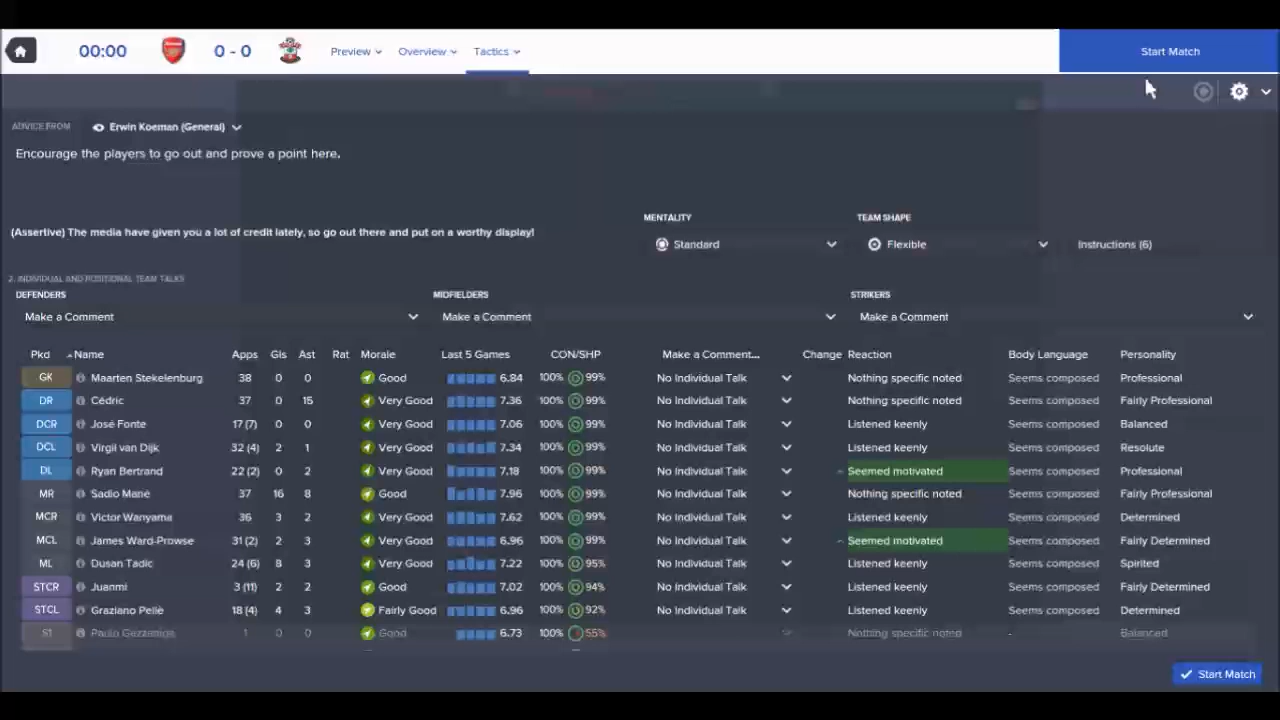 00:00 0 - 0 Preview Overview Tactics Start Match
ADVICE FROM Erwin Koeman (General)
Encourage the players to go out and prove a point here.
MENTALITY TEAM SHAPE
(Assertive) The media have given you a lot of credit lately, so go out there and put on a worthy display! Standard Flexible Instructions (6)
2. INDIVIDUAL AND POSITIONAL TEAM TALKS
DEFENDERS MIDFIELDERS STRIKERS
Make a Comment Make a Comment Make a Comment
Pkd Name Apps Gls Ast Rat Morale Last 5 Games CON/SHP Make a Comment... Change Reaction Body Language Personality
GK Maarten Stekelenburg 38 0 0 Good 6.84 100% 99% No Individual Talk Nothing specific noted Seems composed Professional
DR Cédric 37 0 15 Very Good 7.36 100% 99% No Individual Talk Nothing specific noted Seems composed Fairly Professional
DCR José Fonte 17 (7) 0 0 Very Good 7.06 100% 99% No Individual Talk Listened keenly Seems composed Balanced
DCL Virgil van Dijk 32 (4) 2 1 Very Good 7.34 100% 99% No Individual Talk Listened keenly Seems composed Resolute
DL Ryan Bertrand 22 (2) 0 2 Very Good 7.18 100% 99% No Individual Talk Seemed motivated Seems composed Professional
MR Sadio Mané 37 16 8 Good 7.96 100% 99% No Individual Talk Nothing specific noted Seems composed Fairly Professional
MCR Victor Wanyama 36 3 2 Very Good 7.62 100% 99% No Individual Talk Listened keenly Seems composed Determined
MCL James Ward-Prowse 31 (2) 2 3 Very Good 6.96 100% 99% No Individual Talk Seemed motivated Seems composed Fairly Determined
ML Dusan Tadic 24 (6) 8 3 Very Good 7.22 100% 95% No Individual Talk Listened keenly Seems composed Spirited
STCR Juanmi 3 (11) 2 2 Good 7.02 100% 94% No Individual Talk Listened keenly Seems composed Fairly Determined
STCL Graziano Pellè 18 (4) 4 3 Fairly Good 6.96 100% 92% No Individual Talk Listened keenly Seems composed Determined
S1 Paulo Gazzaniga 1 0 0 Good 6.73 100% 55% Nothing specific noted - Balanced
Start Match